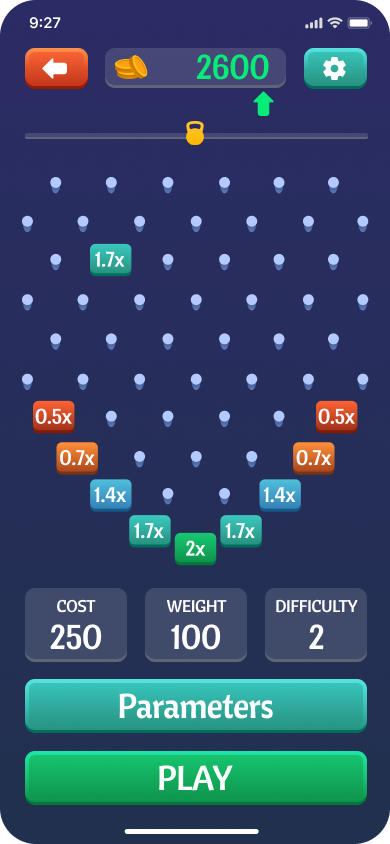 9:27
2600
1.7x
0.5x 0.5x
0.7x 0.7x
1.4x 1.4x
1.7x 1.7x
2x
COST WEIGHT DIFFICULTY
250 100 2
Parameters
PLAY